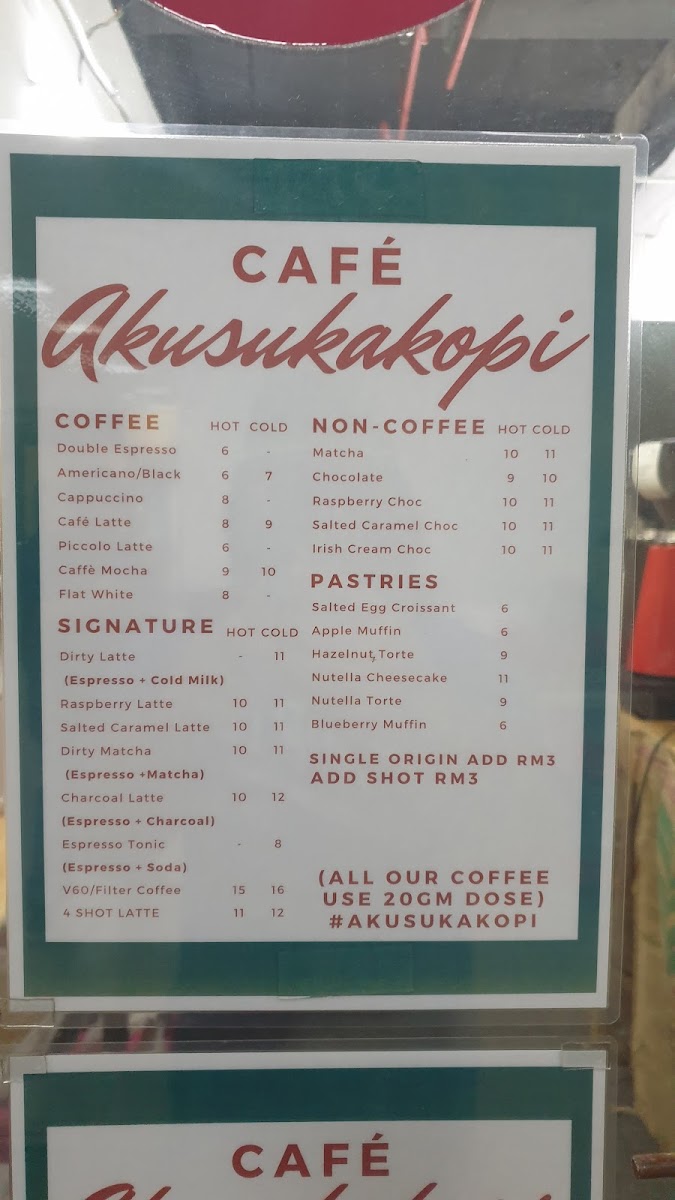 CAFÉ
Akusukakopi
COFFEE HOT COLD
Double Espresso 6 -
Americano/Black 6 7
Cappuccino 8 -
Café Latte 8 9
Piccolo Latte 6 -
Caffè Mocha 9 10
Flat White 8 -
SIGNATURE HOT COLD
Dirty Latte - 11
(Espresso + Cold Milk)
Raspberry Latte 10 11
Salted Caramel Latte 10 11
Dirty Matcha 10 11
(Espresso +Matcha)
Charcoal Latte 10 12
(Espresso + Charcoal)
Espresso Tonic - 8
(Espresso + Soda)
V60/Filter Coffee 15 16
4 SHOT LATTE 11 12
NON-COFFEE HOT COLD
Matcha 10 11
Chocolate 9 10
Raspberry Choc 10 11
Salted Caramel Choc 10 11
Irish Cream Choc 10 11
PASTRIES
Salted Egg Croissant 6
Apple Muffin 6
Hazelnut Torte 9
Nutella Cheesecake 11
Nutella Torte 9
Blueberry Muffin 6
SINGLE ORIGIN ADD RM3
ADD SHOT RM3
(ALL OUR COFFEE
USE 20GM DOSE)
#AKUSUKAKOPI
CAFÉ
Akusukakopi